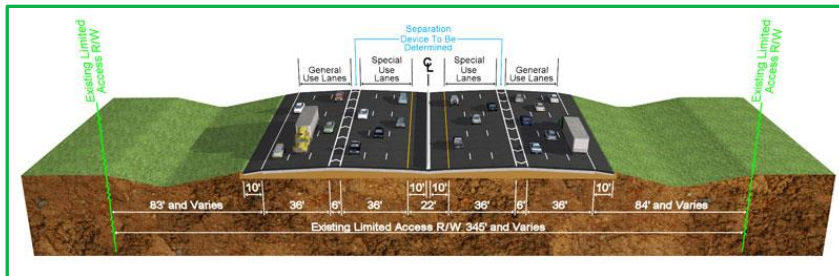 Separation
Device To Be
Determined
General
Use Lanes
Special
Use Lanes
CL
Special
Use Lanes
General
Use Lanes
Existing Limited
Access R/W
Existing Limited
Access R/W
10' 10' 10' 10'
83' and Varies 36' 6' 36' 22' 36' 6' 36' 84' and Varies
Existing Limited Access R/W 345' and Varies